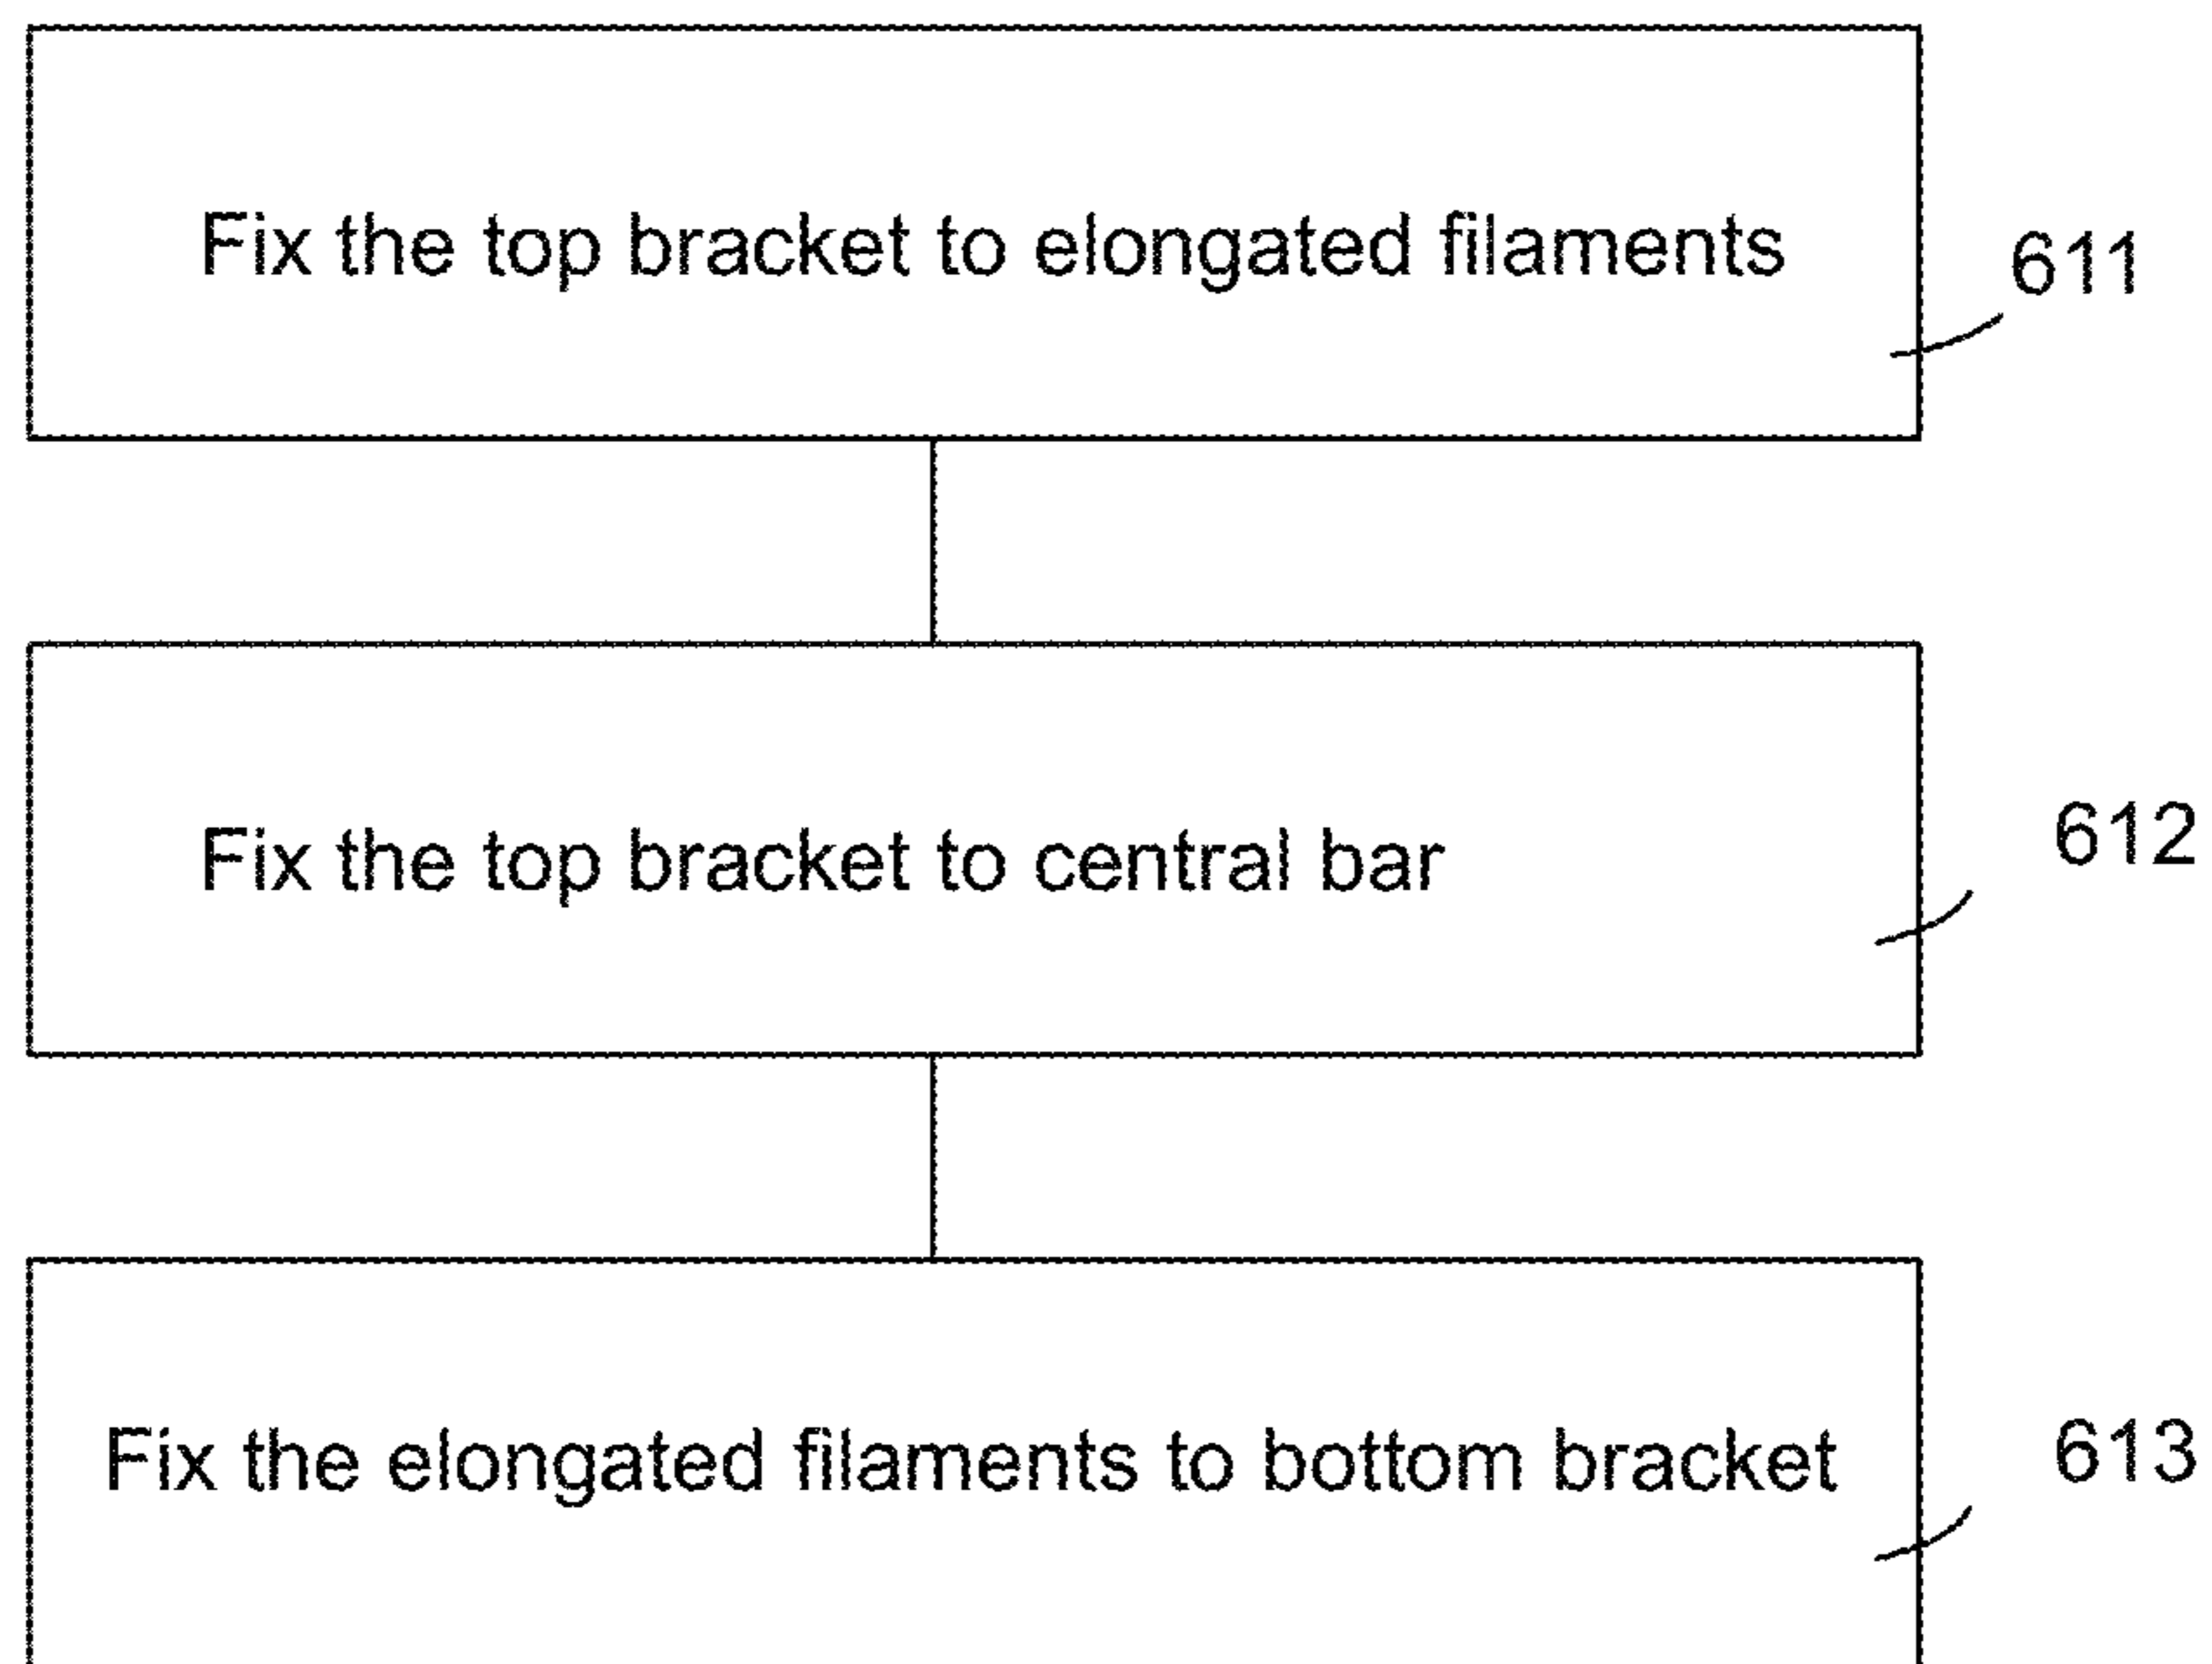 Fix the top bracket to elongated filaments
611
Fix the top bracket to central bar
612
Fix the elongated filaments to bottom bracket
613